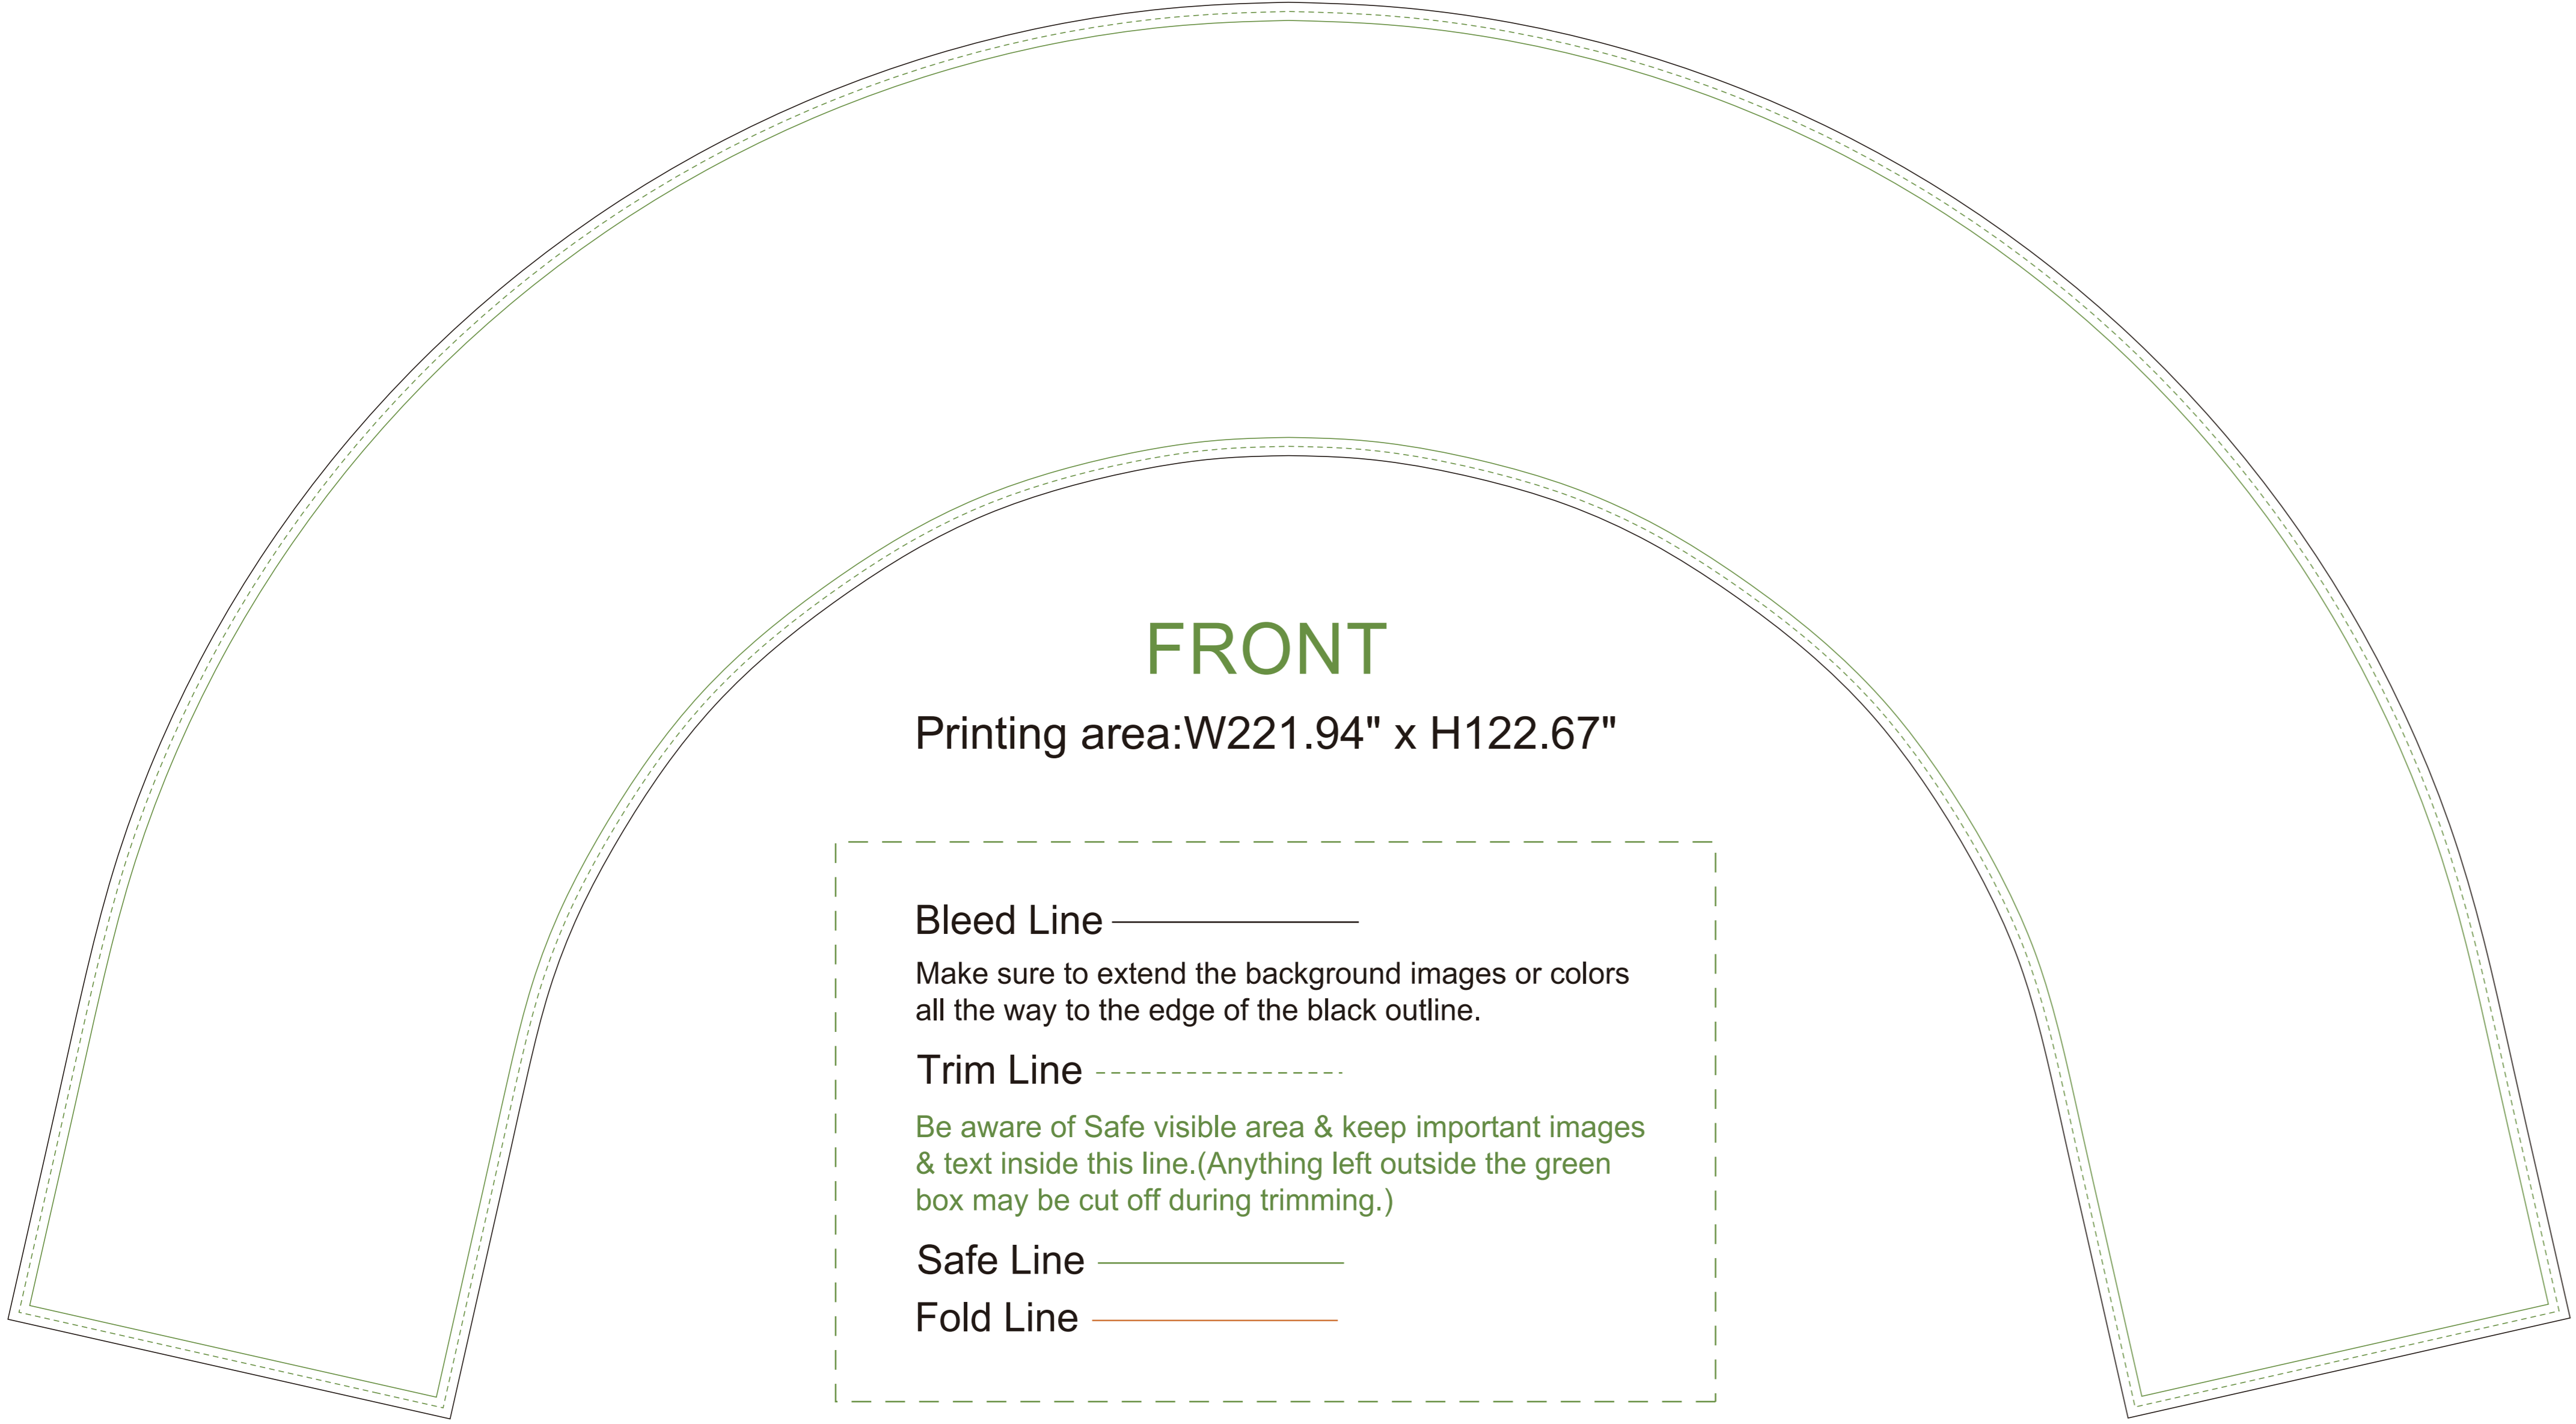 FRONT
Printing area:W221.94" x H122.67"
Bleed Line
Make sure to extend the background images or colors
all the way to the edge of the black outline.
Trim Line
Be aware of Safe visible area & keep important images
& text inside this line.(Anything left outside the green
box may be cut off during trimming.)
Safe Line
Fold Line